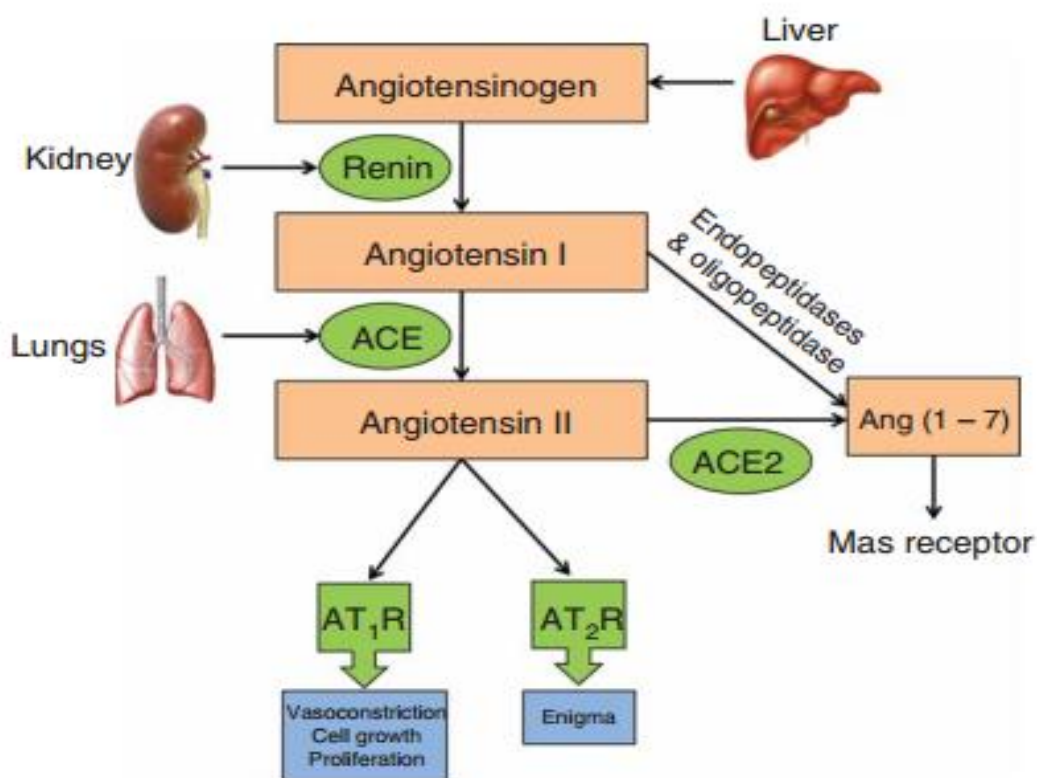 Liver
Angiotensinogen
Kidney
Renin
Angiotensin I
Endopeptidases
& oligopeptidase
Lungs
ACE
Angiotensin II
Ang (1 – 7)
ACE2
Mas receptor
AT₁R
AT₂R
Vasoconstriction
Cell growth
Proliferation
Enigma